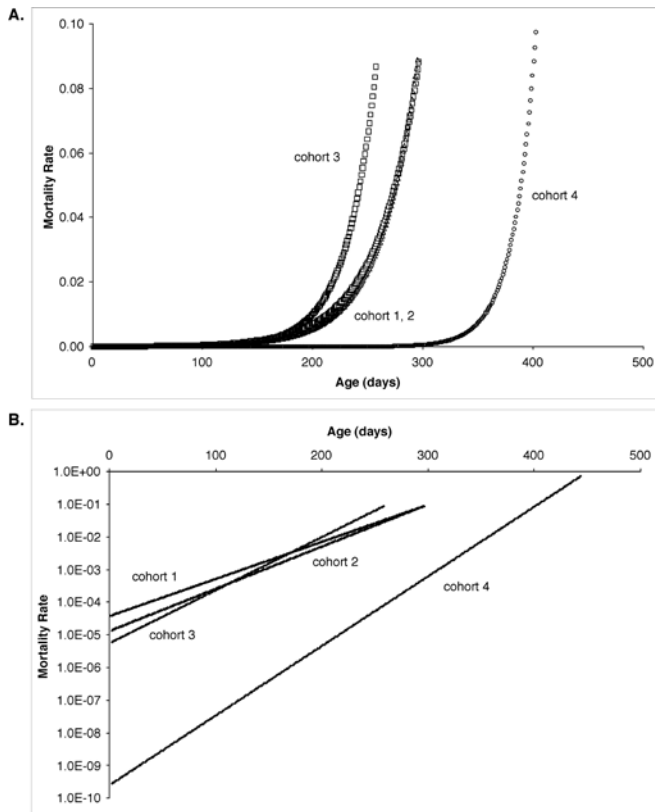 A.
0.10
0.08
0.06
0.04
0.02
0.00
Mortality Rate
cohort 3
cohort 4
cohort 1, 2
0 100 200 300 400 500
Age (days)
B.
Age (days)
0 100 200 300 400 500
1.0E+00
1.0E-01
1.0E-02
1.0E-03
1.0E-04
1.0E-05
1.0E-06
1.0E-07
1.0E-08
1.0E-09
1.0E-10
Mortality Rate
cohort 1
cohort 2
cohort 3
cohort 4